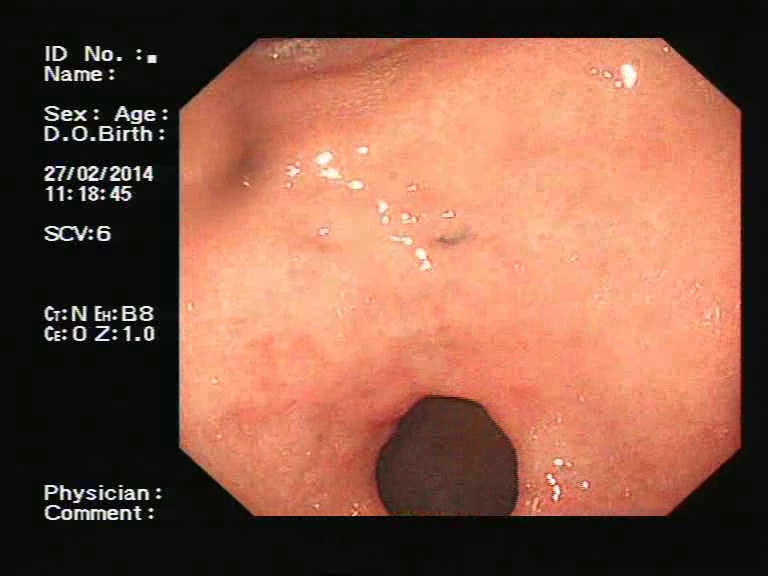 ID No. :
Name:
Sex: Age:
D.O.Birth:
27/02/2014
11:18:45
SCV:6
CT:N EH:B8
CE:0 Z:1.0
Physician:
Comment: